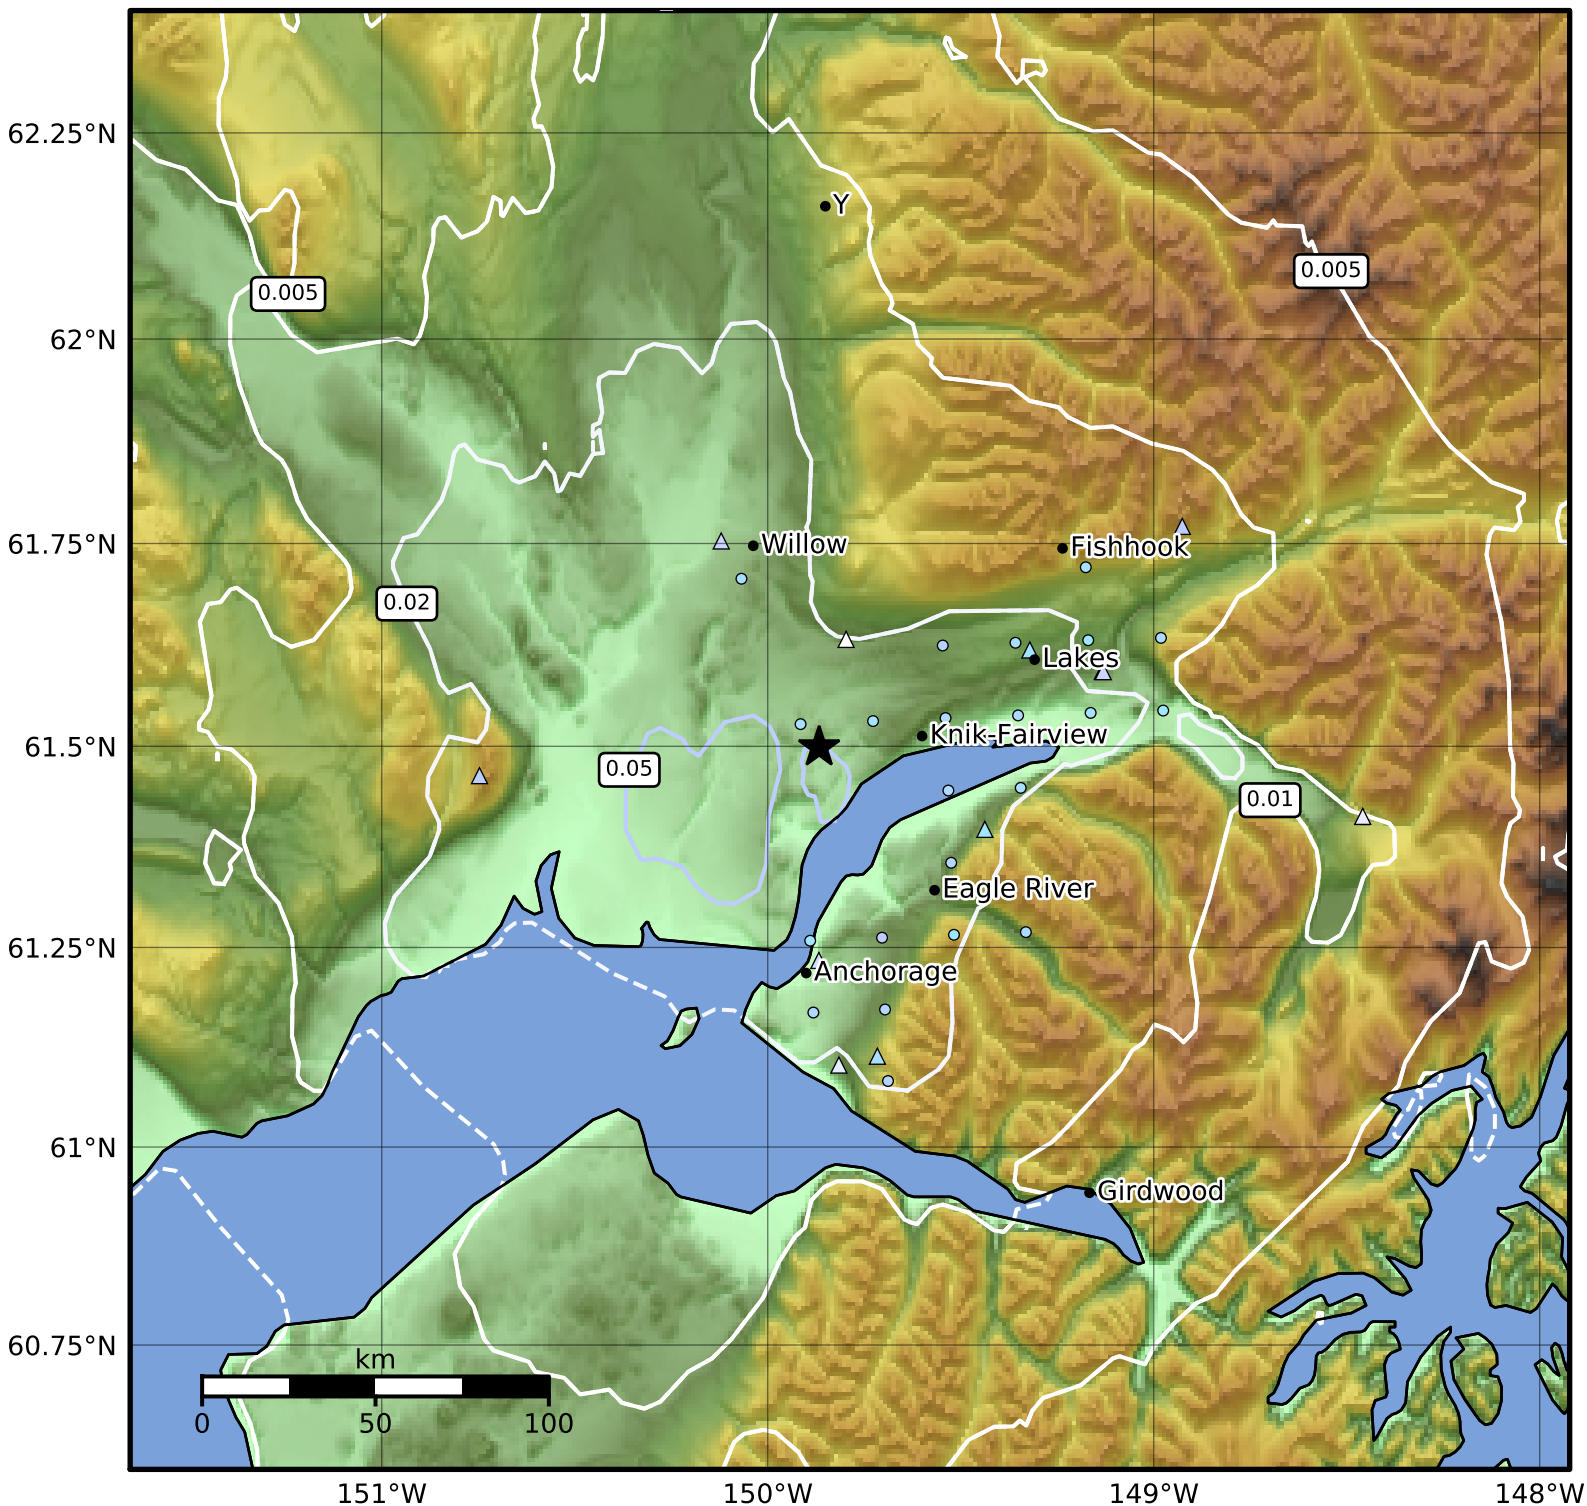 62.25°N
Y
0.005
0.005
62°N
61.75°N
Willow
Fishhook
0.02
Lakes
Knik-Fairview
61.5°N
0.05
0.01
Eagle River
61.25°N
Anchorage
61°N
Girdwood
60.75°N
km
0
50
100
151°W
150°W
149°W
148°W